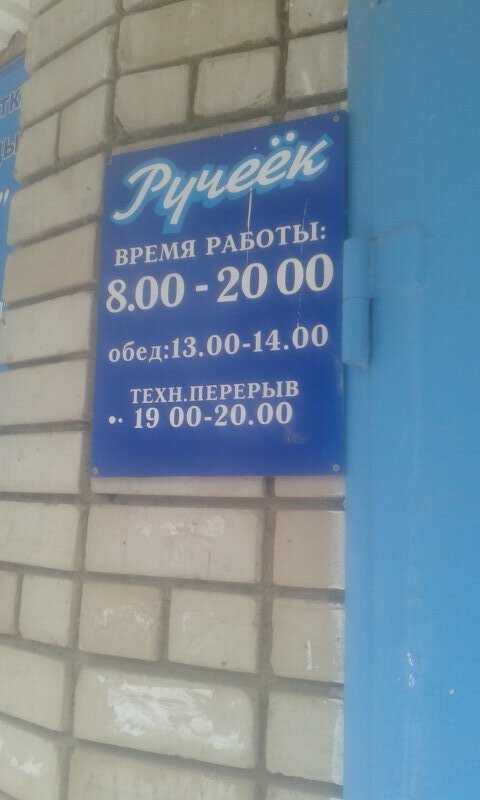 Ручеёк
ВРЕМЯ РАБОТЫ:
8.00 - 20 00
обед:13.00-14.00
ТЕХН.ПЕРЕРЫВ
19 00-20.00